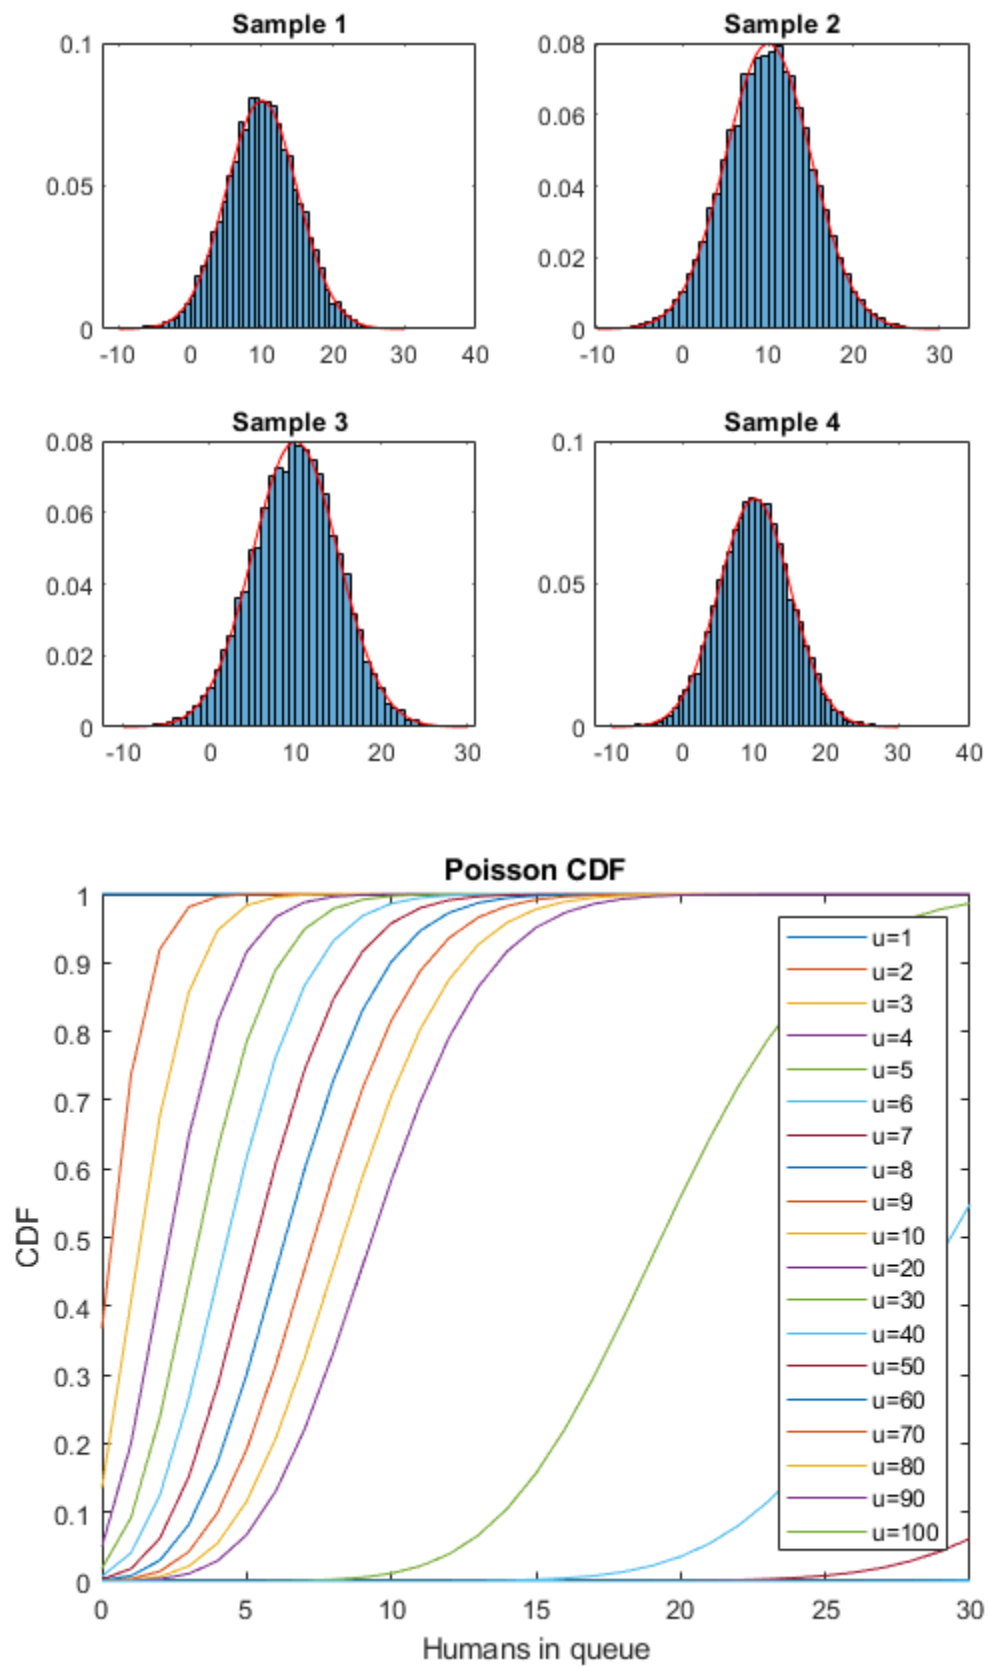 Sample 1
0.1
0.05
0
-10 0 10 20 30 40
Sample 2
0.08
0.06
0.04
0.02
0
-10 0 10 20 30
Sample 3
0.08
0.06
0.04
0.02
0
-10 0 10 20 30
Sample 4
0.1
0.05
0
-10 0 10 20 30 40
Poisson CDF
CDF
1
0.9
0.8
0.7
0.6
0.5
0.4
0.3
0.2
0.1
0
0 5 10 15 20 25 30
Humans in queue
u=1
u=2
u=3
u=4
u=5
u=6
u=7
u=8
u=9
u=10
u=20
u=30
u=40
u=50
u=60
u=70
u=80
u=90
u=100